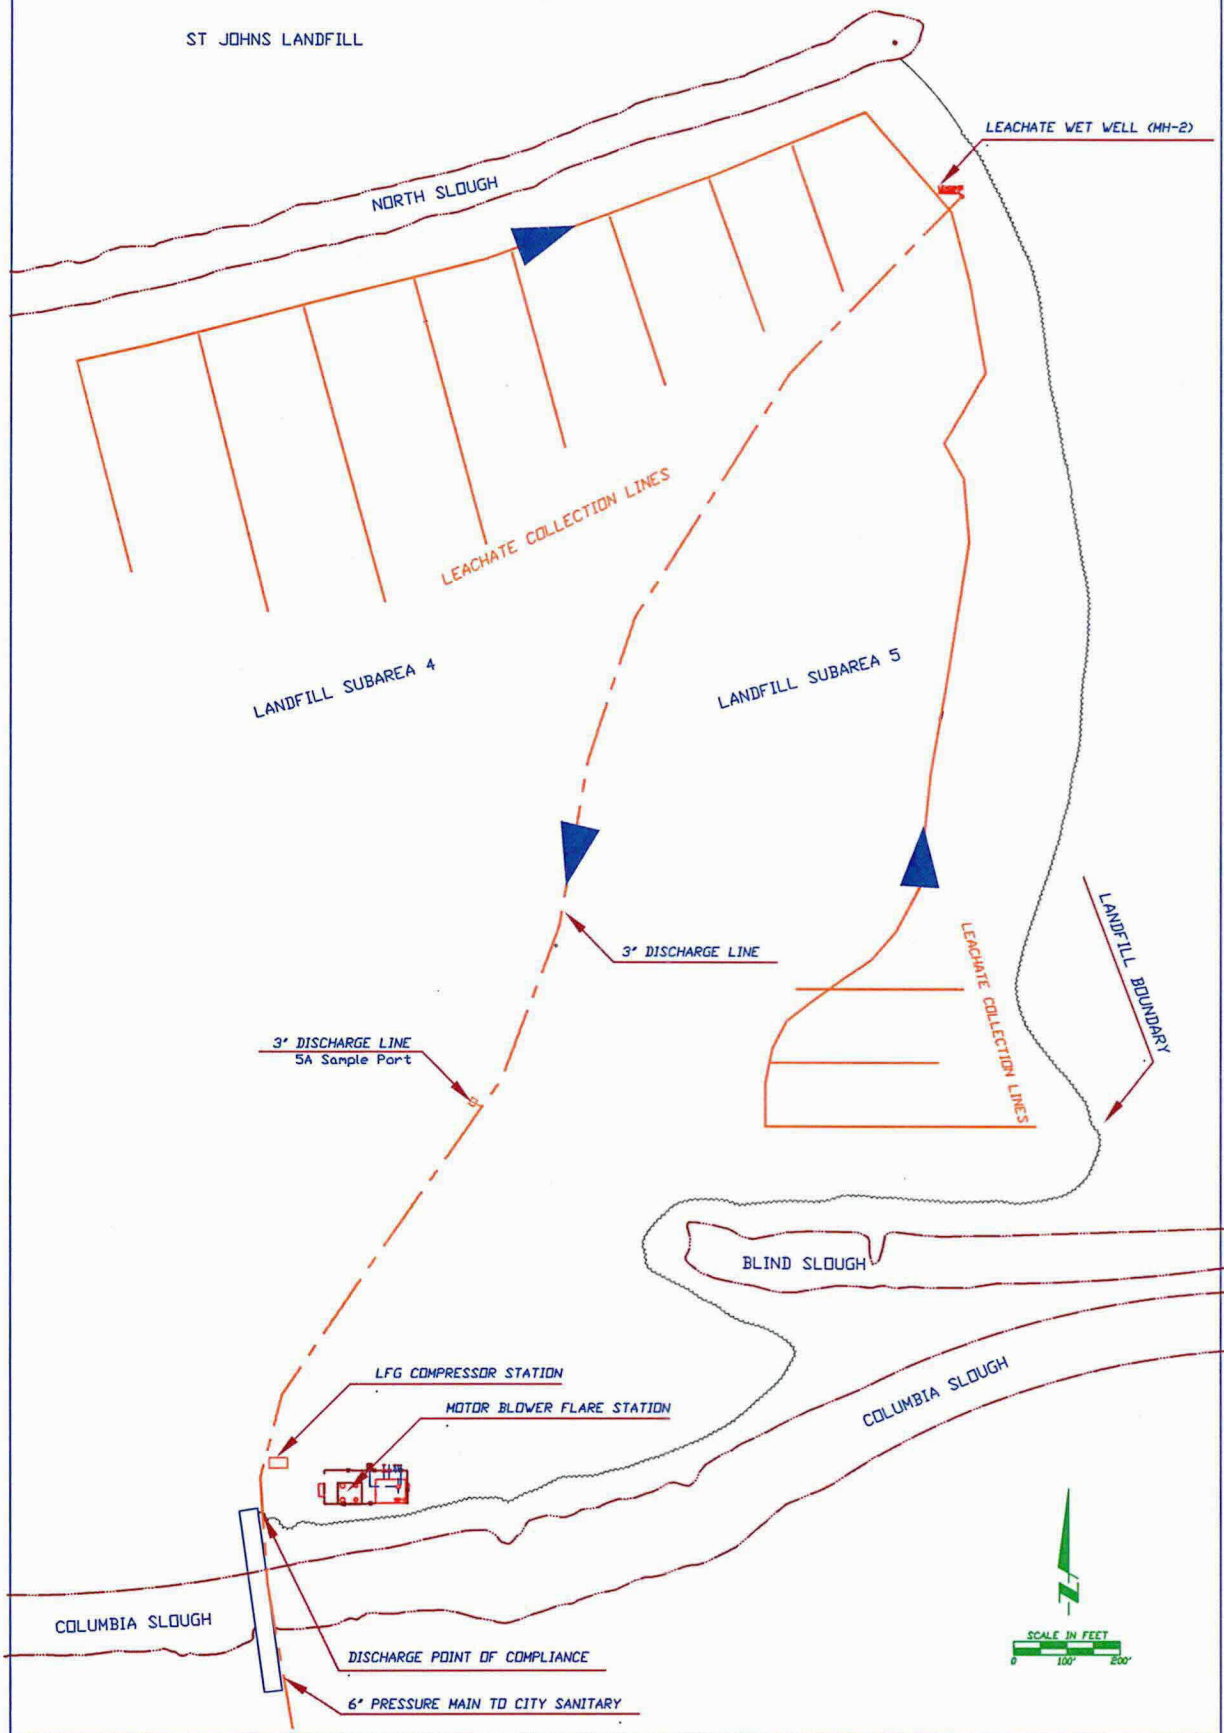 ST JOHNS LANDFILL
LEACHATE WET WELL (MH-2)
NORTH SLOUGH
LEACHATE COLLECTION LINES
LANDFILL SUBAREA 4
LANDFILL SUBAREA 5
LANDFILL BOUNDARY
3" DISCHARGE LINE
LEACHATE COLLECTION LINES
3" DISCHARGE LINE
5A Sample Port
BLIND SLOUGH
LFG COMPRESSOR STATION
COLUMBIA SLOUGH
MOTOR BLOWER FLARE STATION
N
COLUMBIA SLOUGH
SCALE IN FEET
0 100' 200'
DISCHARGE POINT OF COMPLIANCE
6" PRESSURE MAIN TO CITY SANITARY